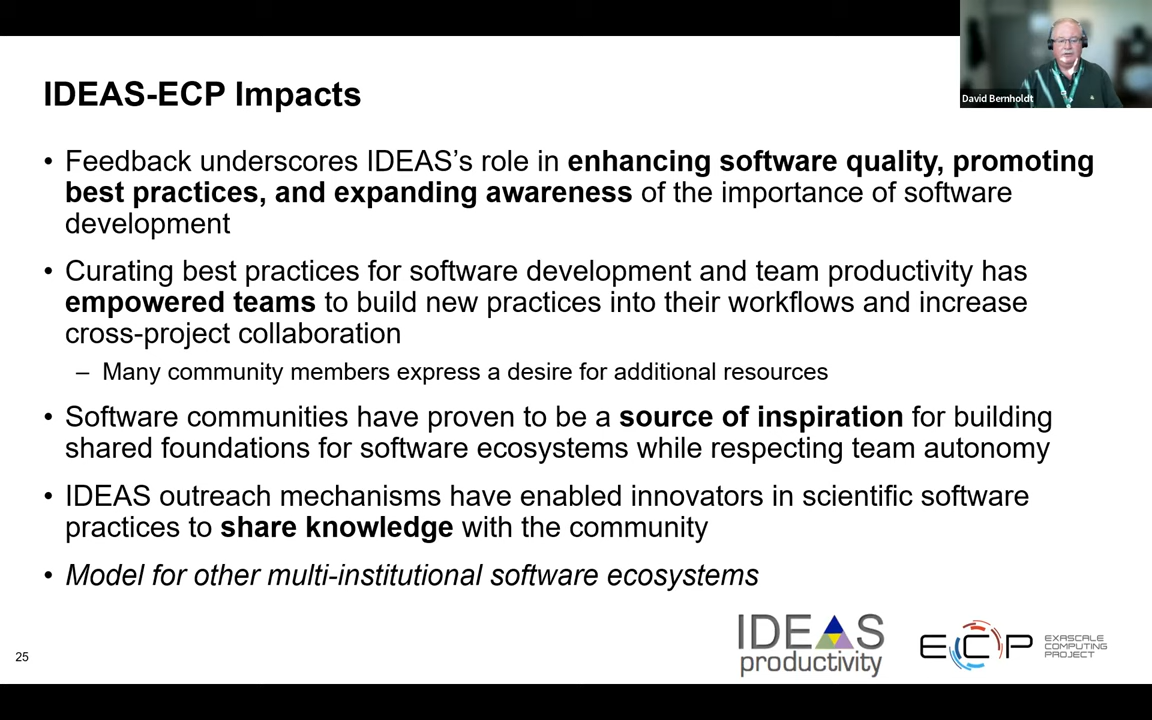 David Bernholdt
IDEAS-ECP Impacts
• Feedback underscores IDEAS’s role in enhancing software quality, promoting
best practices, and expanding awareness of the importance of software
development
• Curating best practices for software development and team productivity has
empowered teams to build new practices into their workflows and increase
cross-project collaboration
– Many community members express a desire for additional resources
• Software communities have proven to be a source of inspiration for building
shared foundations for software ecosystems while respecting team autonomy
• IDEAS outreach mechanisms have enabled innovators in scientific software
practices to share knowledge with the community
• Model for other multi-institutional software ecosystems
25
IDEAS
productivity
ECP
EXASCALE
COMPUTING
PROJECT